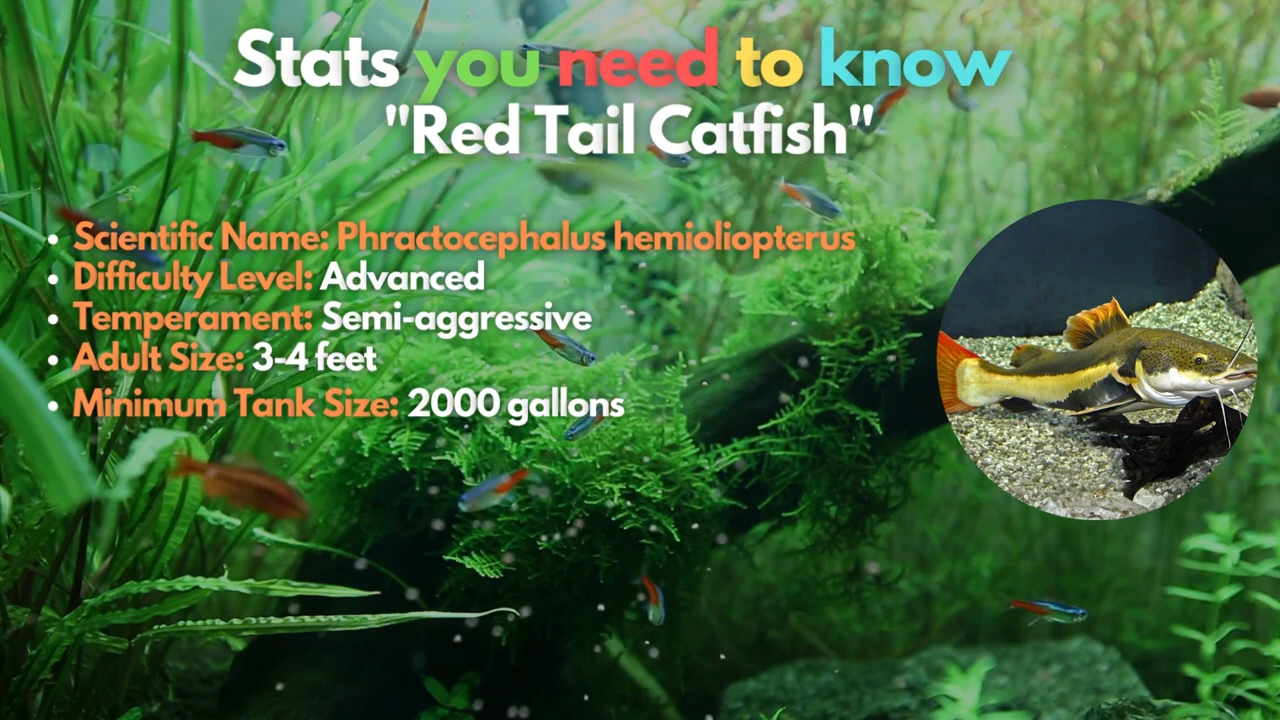 Stats you need to know
"Red Tail Catfish"
• Scientific Name: Phractocephalus hemioliopterus
• Difficulty Level: Advanced
• Temperament: Semi-aggressive
• Adult Size: 3-4 feet
• Minimum Tank Size: 2000 gallons